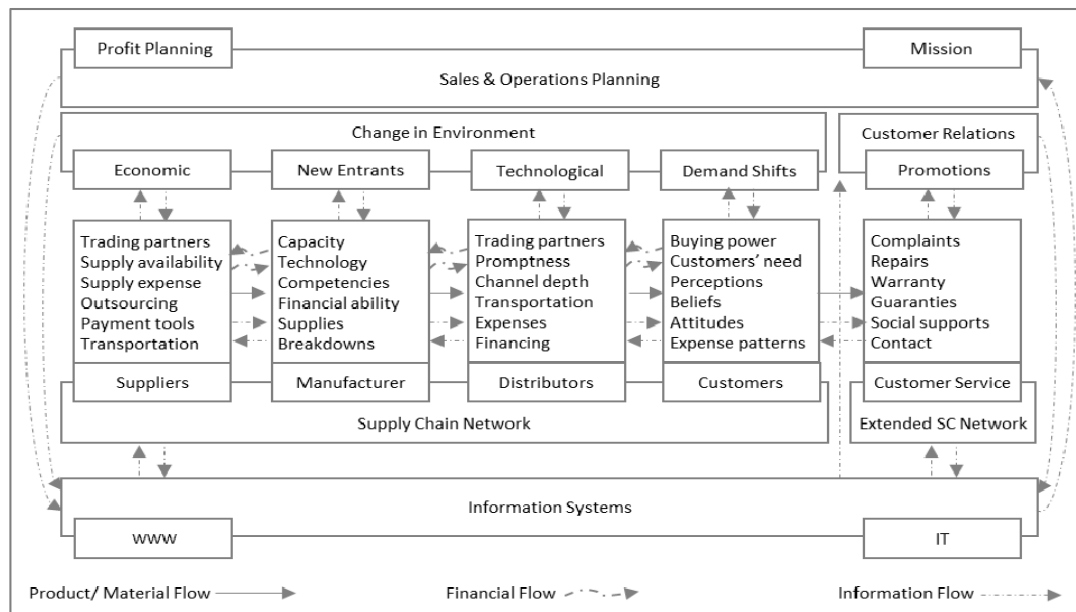 Profit Planning
Mission
Sales & Operations Planning
Change in Environment
Customer Relations
Economic
New Entrants
Technological
Demand Shifts
Promotions
Trading partners
Supply availability
Supply expense
Outsourcing
Payment tools
Transportation
Capacity
Technology
Competencies
Financial ability
Supplies
Breakdowns
Trading partners
Promptness
Channel depth
Transportation
Expenses
Financing
Buying power
Customers’ need
Perceptions
Beliefs
Attitudes
Expense patterns
Complaints
Repairs
Warranty
Guaranties
Social supports
Contact
Suppliers
Manufacturer
Distributors
Customers
Customer Service
Supply Chain Network
Extended SC Network
Information Systems
WWW
IT
Product/ Material Flow
Financial Flow
Information Flow